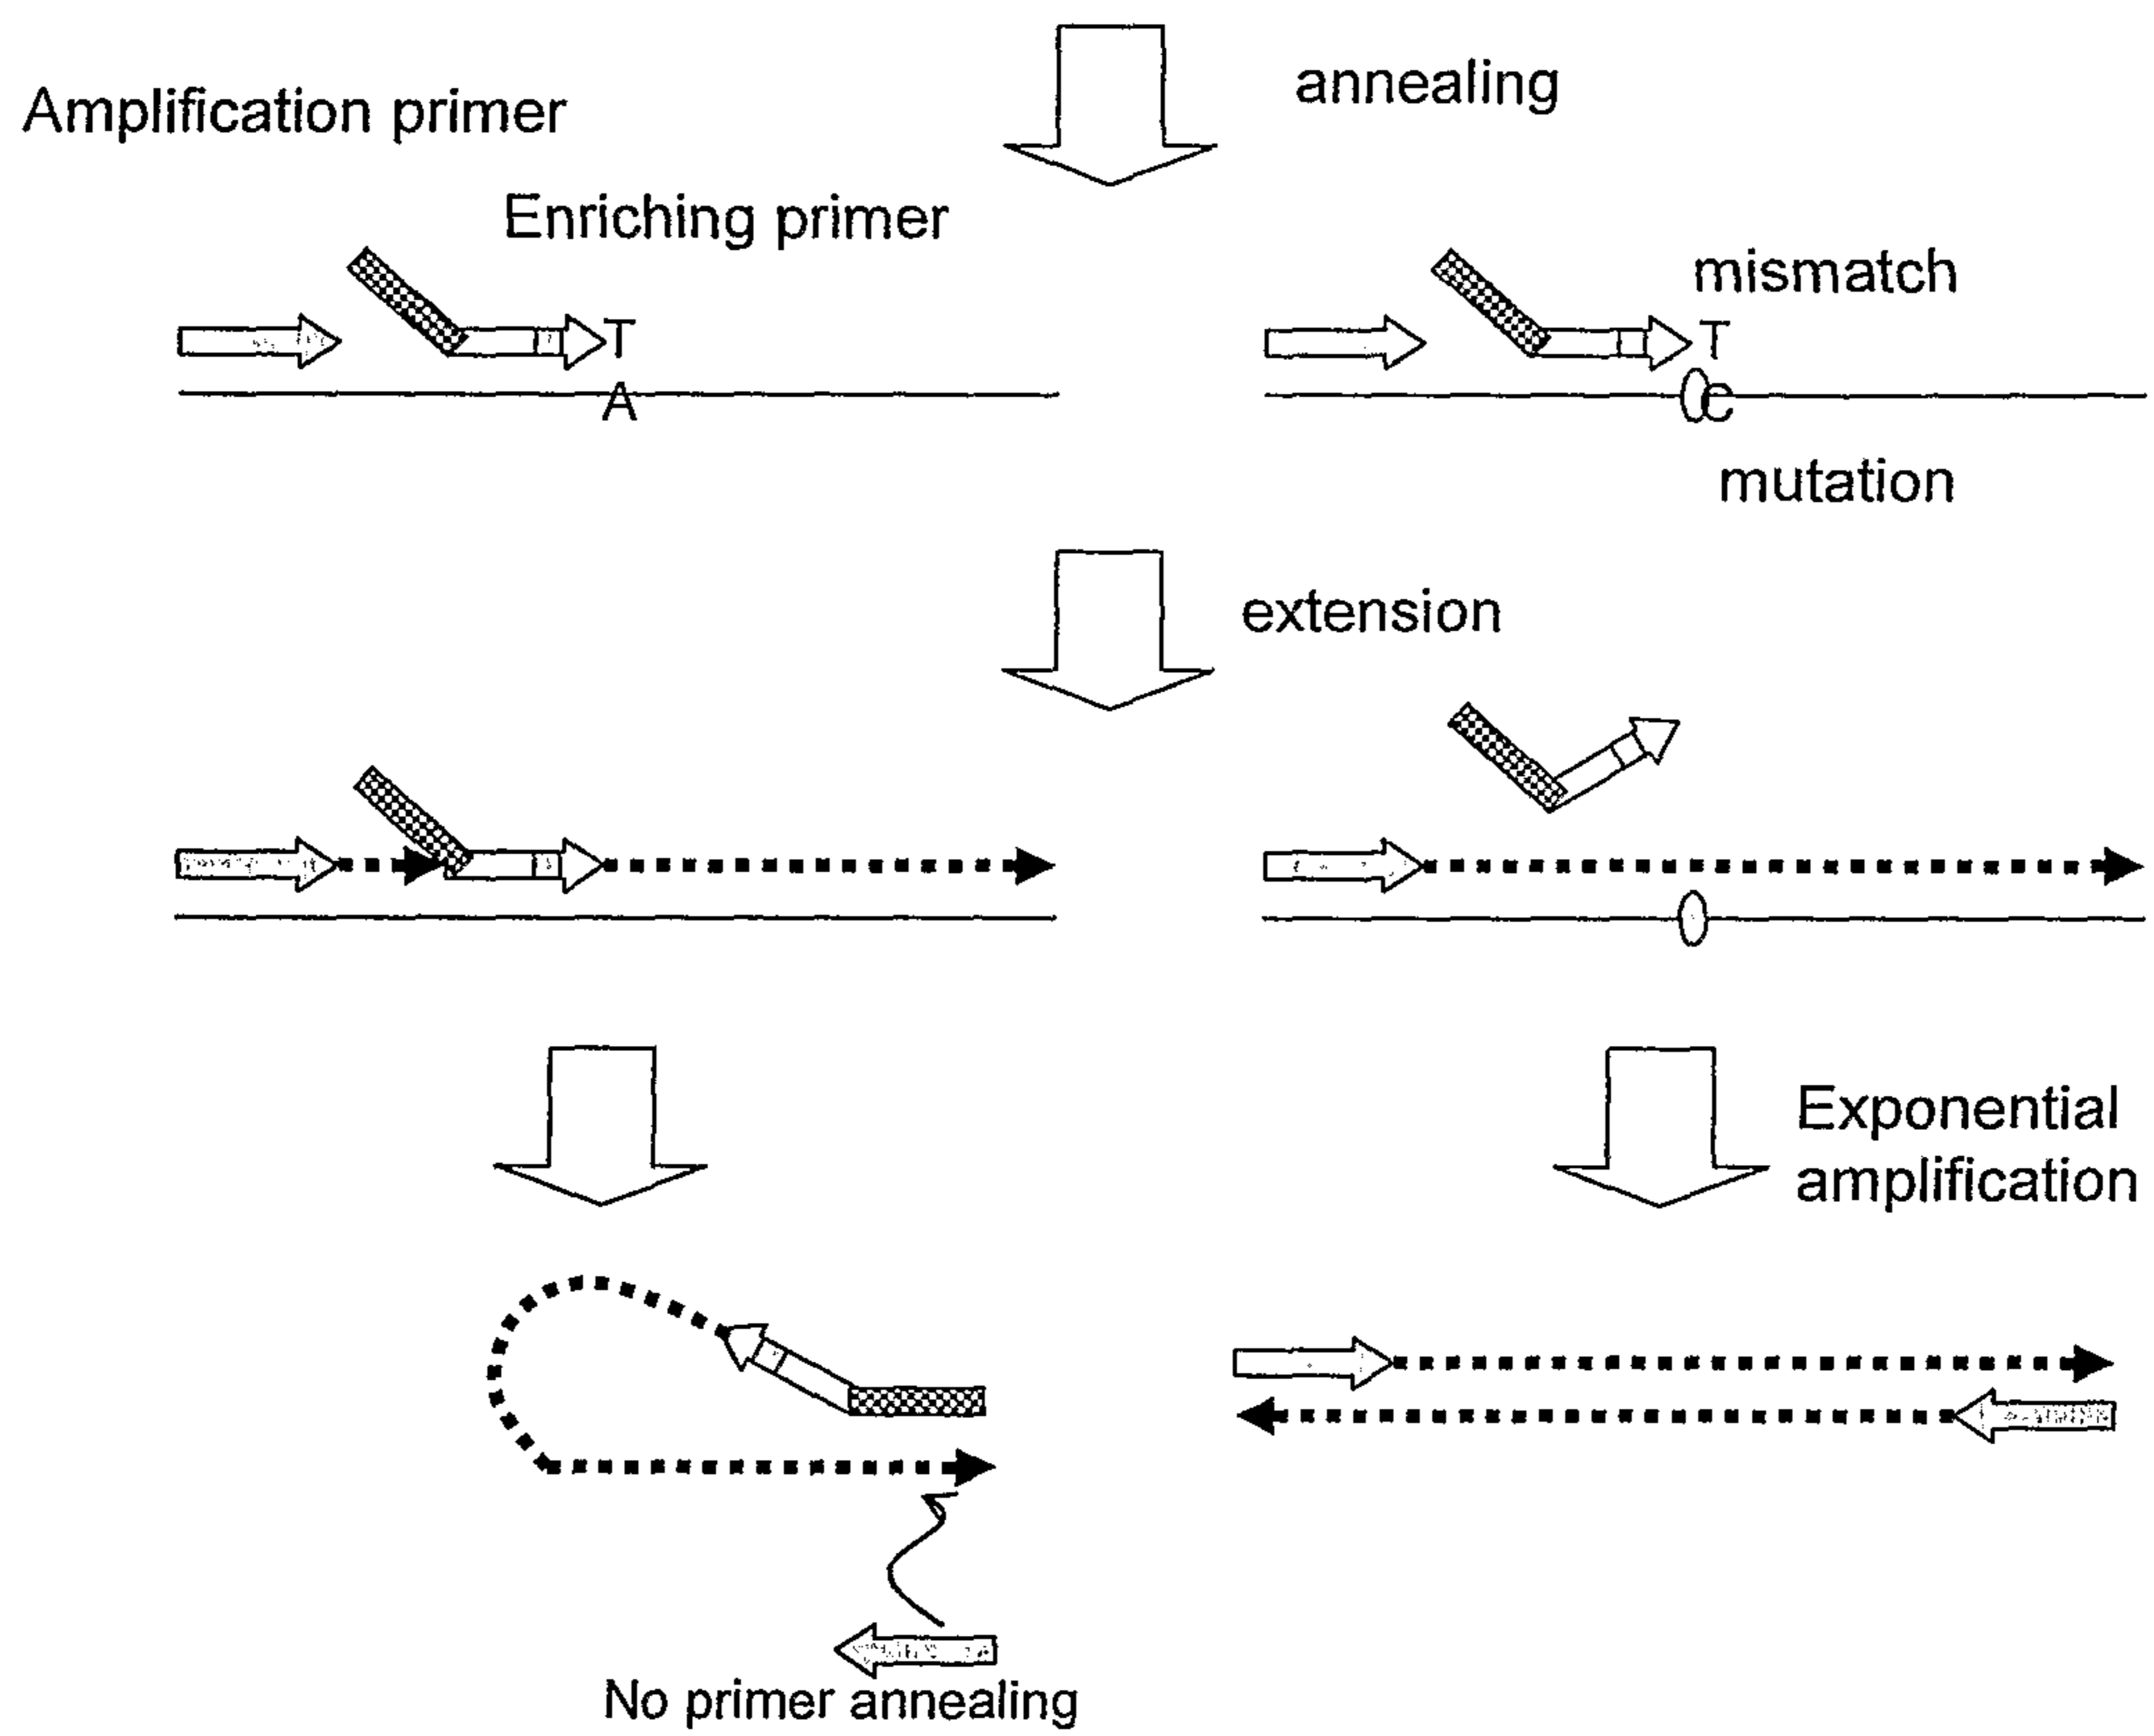 annealing
Amplification primer
Enriching primer
mismatch
T
T
A
C
mutation
extension
Exponential
amplification
No primer annealing